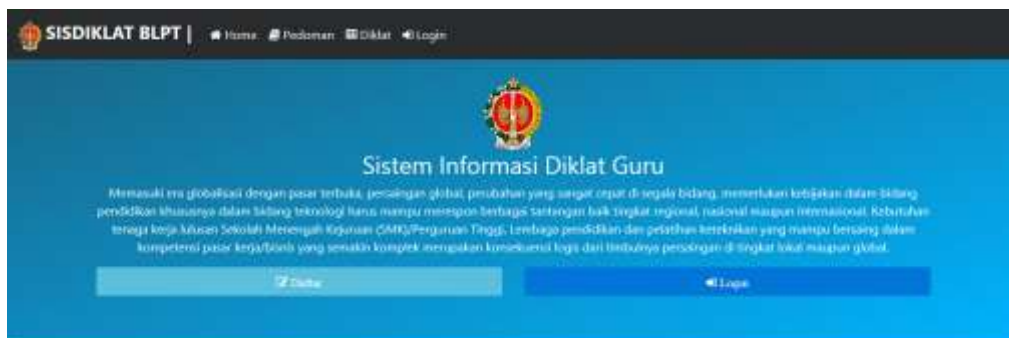 SISDIKLAT BLPT | Home Pedoman Diklat Login
Sistem Informasi Diklat Guru
Memasuki era globalisasi dengan pasar terbuka, persaingan global, perubahan yang sangat cepat di segala bidang, memerlukan kebijakan dalam bidang
pendidikan khususnya dalam bidang teknologi harus mampu merespon berbagai tantangan baik tingkat regional, nasional maupun internasional. Kebutuhan
tenaga kerja lulusan Sekolah Menengah Kejuruan (SMK)/Perguruan Tinggi, Lembaga pendidikan dan pelatihan kereknikan yang mampu bersaing dalam
kompetensi pasar kerja/bisnis yang semakin komplek merupakan konsekuensi logis dari timbulnya persaingan di tingkat lokal maupun global.
Daftar
Login